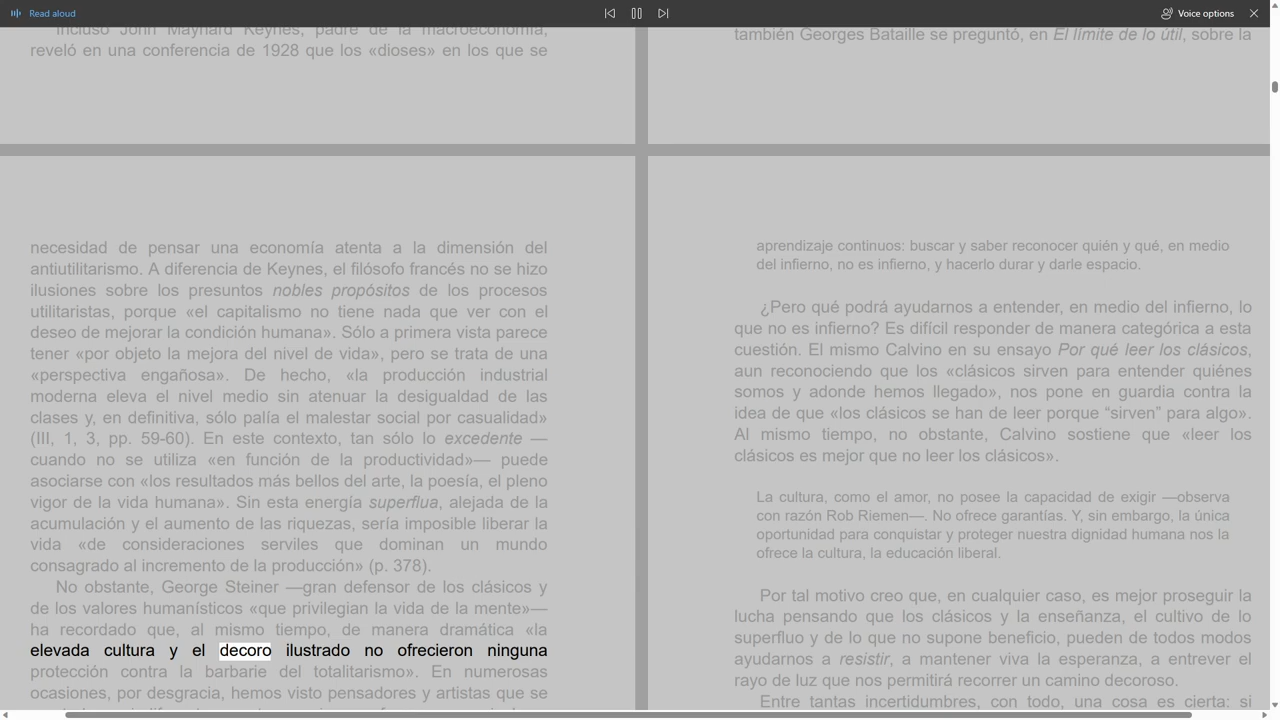 Read aloud
Voice options
Incluso John Maynard Keynes, padre de la macroeconomía,
reveló en una conferencia de 1928 que los «dioses» en los que se
también Georges Bataille se preguntó, en El límite de lo útil, sobre la
necesidad de pensar una economía atenta a la dimensión del
antiutilitarismo. A diferencia de Keynes, el filósofo francés no se hizo
ilusiones sobre los presuntos nobles propósitos de los procesos
utilitaristas, porque «el capitalismo no tiene nada que ver con el
deseo de mejorar la condición humana». Sólo a primera vista parece
tener «por objeto la mejora del nivel de vida», pero se trata de una
«perspectiva engañosa». De hecho, «la producción industrial
moderna eleva el nivel medio sin atenuar la desigualdad de las
clases y, en definitiva, sólo palía el malestar social por casualidad»
(III, 1, 3, pp. 59-60). En este contexto, tan sólo lo excedente —
cuando no se utiliza «en función de la productividad»— puede
asociarse con «los resultados más bellos del arte, la poesía, el pleno
vigor de la vida humana». Sin esta energía superflua, alejada de la
acumulación y el aumento de las riquezas, sería imposible liberar la
vida «de consideraciones serviles que dominan un mundo
consagrado al incremento de la producción» (p. 378).
No obstante, George Steiner —gran defensor de los clásicos y
de los valores humanísticos «que privilegian la vida de la mente»—
ha recordado que, al mismo tiempo, de manera dramática «la
elevada cultura y el decoro ilustrado no ofrecieron ninguna
protección contra la barbarie del totalitarismo». En numerosas
ocasiones, por desgracia, hemos visto pensadores y artistas que se
aprendizaje continuos: buscar y saber reconocer quién y qué, en medio
del infierno, no es infierno, y hacerlo durar y darle espacio.
¿Pero qué podrá ayudarnos a entender, en medio del infierno, lo
que no es infierno? Es difícil responder de manera categórica a esta
cuestión. El mismo Calvino en su ensayo Por qué leer los clásicos,
aun reconociendo que los «clásicos sirven para entender quiénes
somos y adonde hemos llegado», nos pone en guardia contra la
idea de que «los clásicos se han de leer porque “sirven” para algo».
Al mismo tiempo, no obstante, Calvino sostiene que «leer los
clásicos es mejor que no leer los clásicos».
La cultura, como el amor, no posee la capacidad de exigir —observa
con razón Rob Riemen—. No ofrece garantías. Y, sin embargo, la única
oportunidad para conquistar y proteger nuestra dignidad humana nos la
ofrece la cultura, la educación liberal.
Por tal motivo creo que, en cualquier caso, es mejor proseguir la
lucha pensando que los clásicos y la enseñanza, el cultivo de lo
superfluo y de lo que no supone beneficio, pueden de todos modos
ayudarnos a resistir, a mantener viva la esperanza, a entrever el
rayo de luz que nos permitirá recorrer un camino decoroso.
Entre tantas incertidumbres, con todo, una cosa es cierta: si